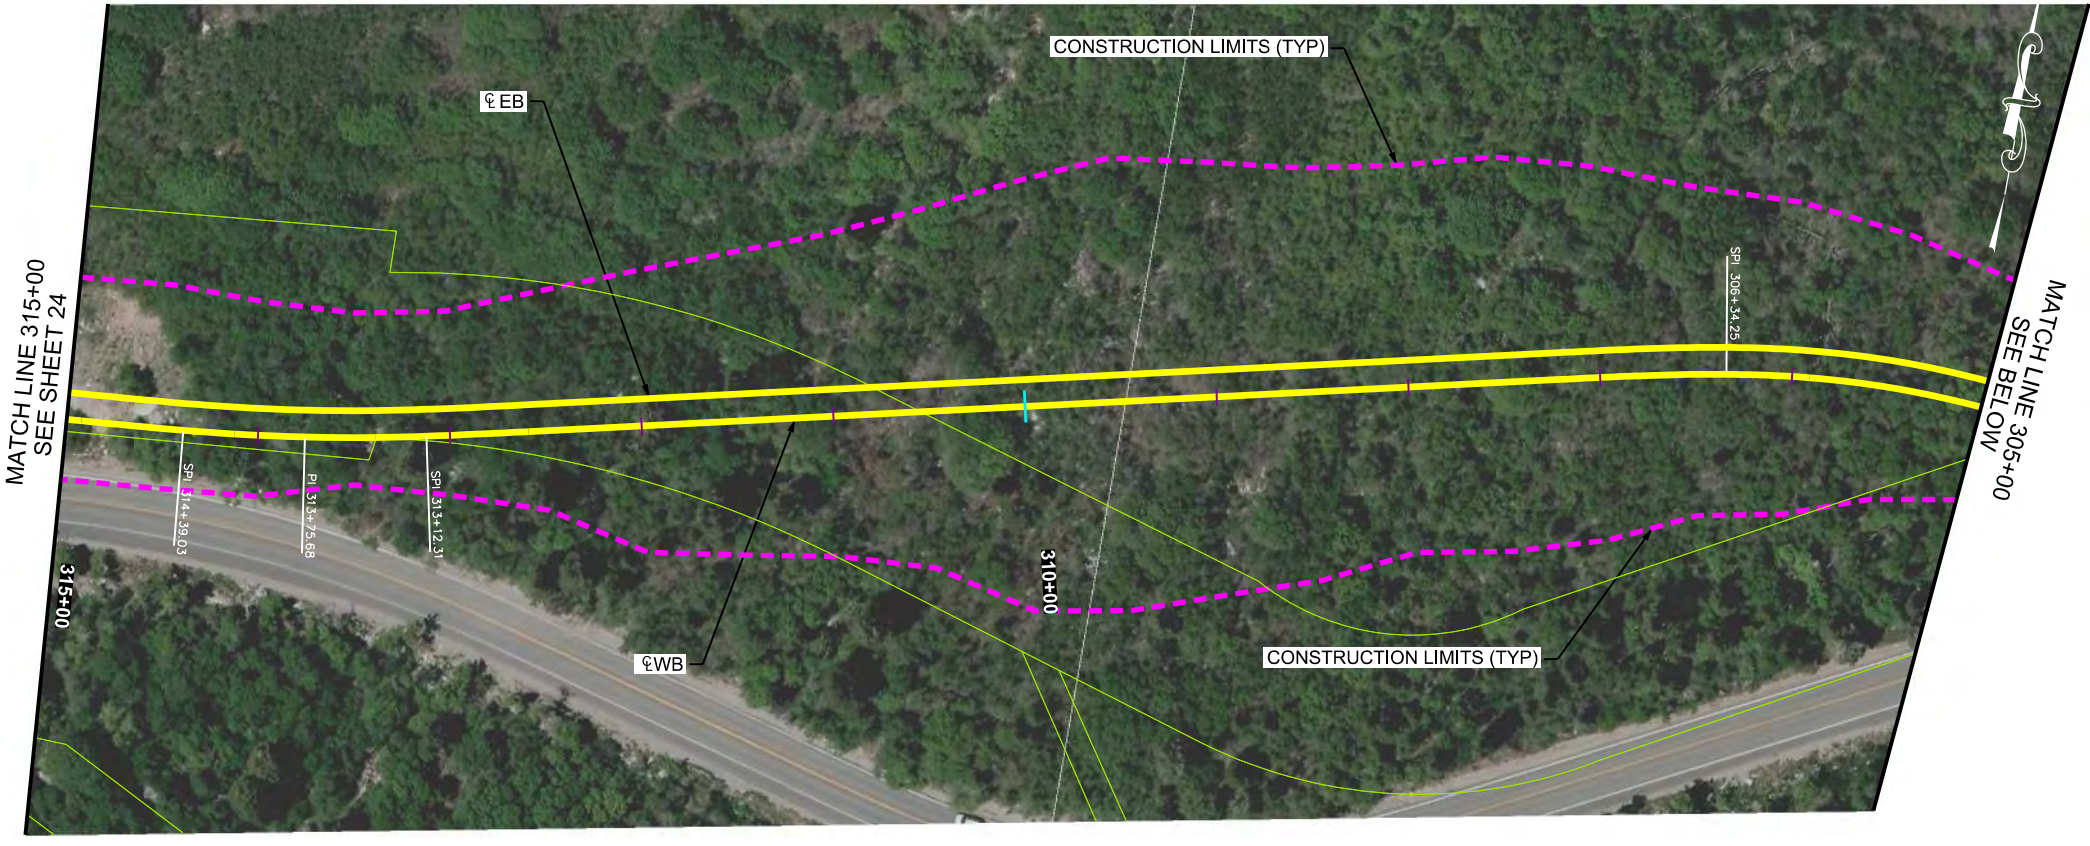 CONSTRUCTION LIMITS (TYP)
℄ EB
SPI 306+34.25
MATCH LINE 315+00
SEE SHEET 24
MATCH LINE 305+00
SEE BELOW
SPI 314+39.03
PI 313+75.68
SPI 313+12.31
310+00
315+00
℄ WB
CONSTRUCTION LIMITS (TYP)